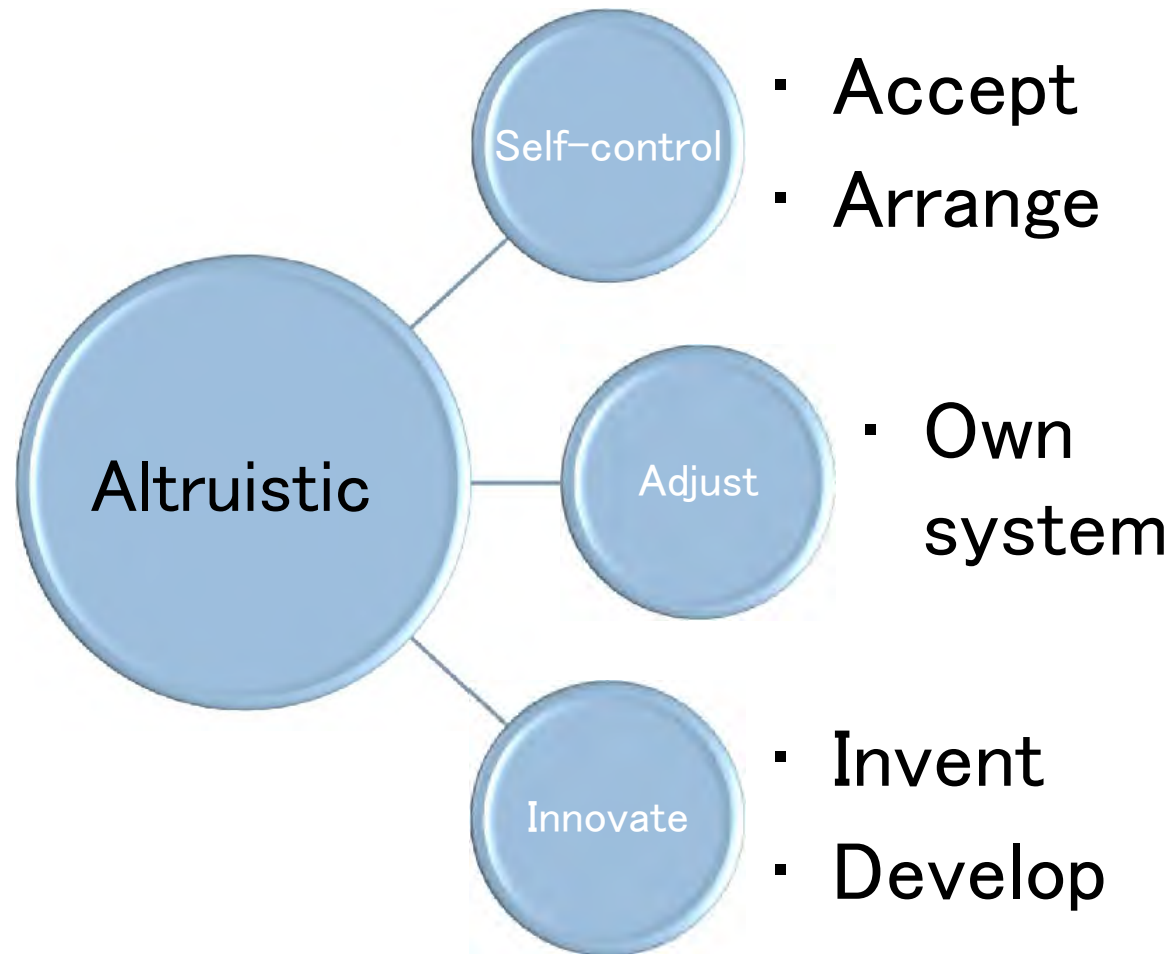 Altruistic
Self-control
· Accept
· Arrange
Adjust
· Own
system
Innovate
· Invent
· Develop